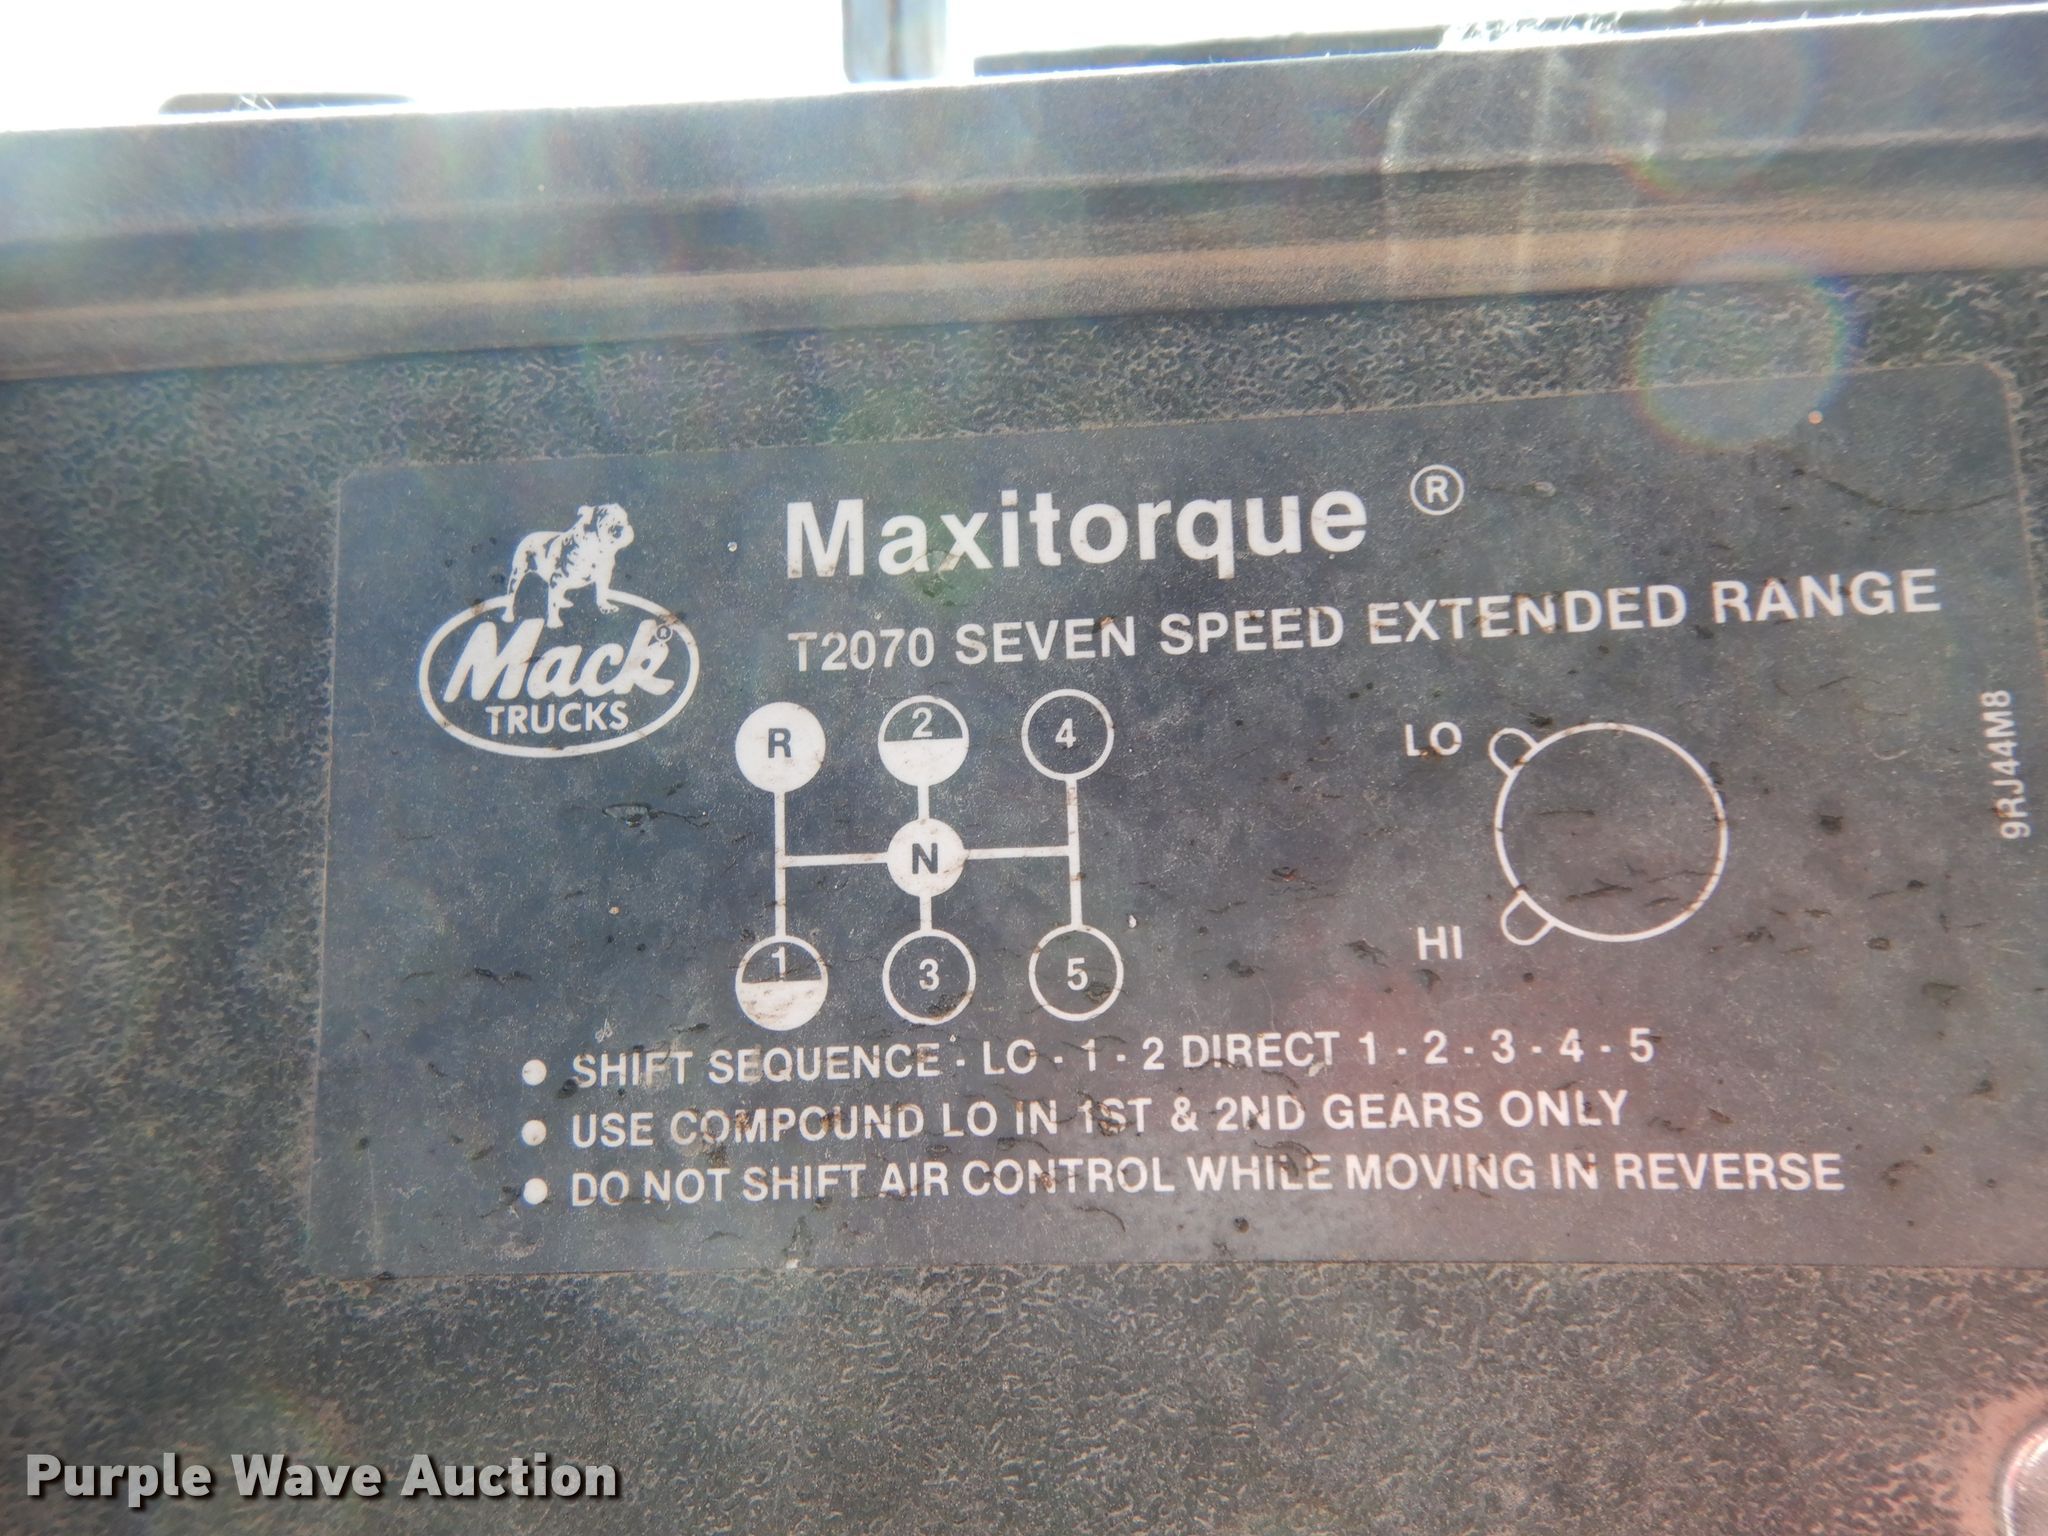 Maxitorque ®
T2070 SEVEN SPEED EXTENDED RANGE
Mack ®
TRUCKS
R 2 4
LO
N
HI
1 3 5
9RJ44M8
● SHIFT SEQUENCE - LO - 1 - 2 DIRECT 1 - 2 - 3 - 4 - 5
● USE COMPOUND LO IN 1ST & 2ND GEARS ONLY
● DO NOT SHIFT AIR CONTROL WHILE MOVING IN REVERSE
Purple Wave Auction